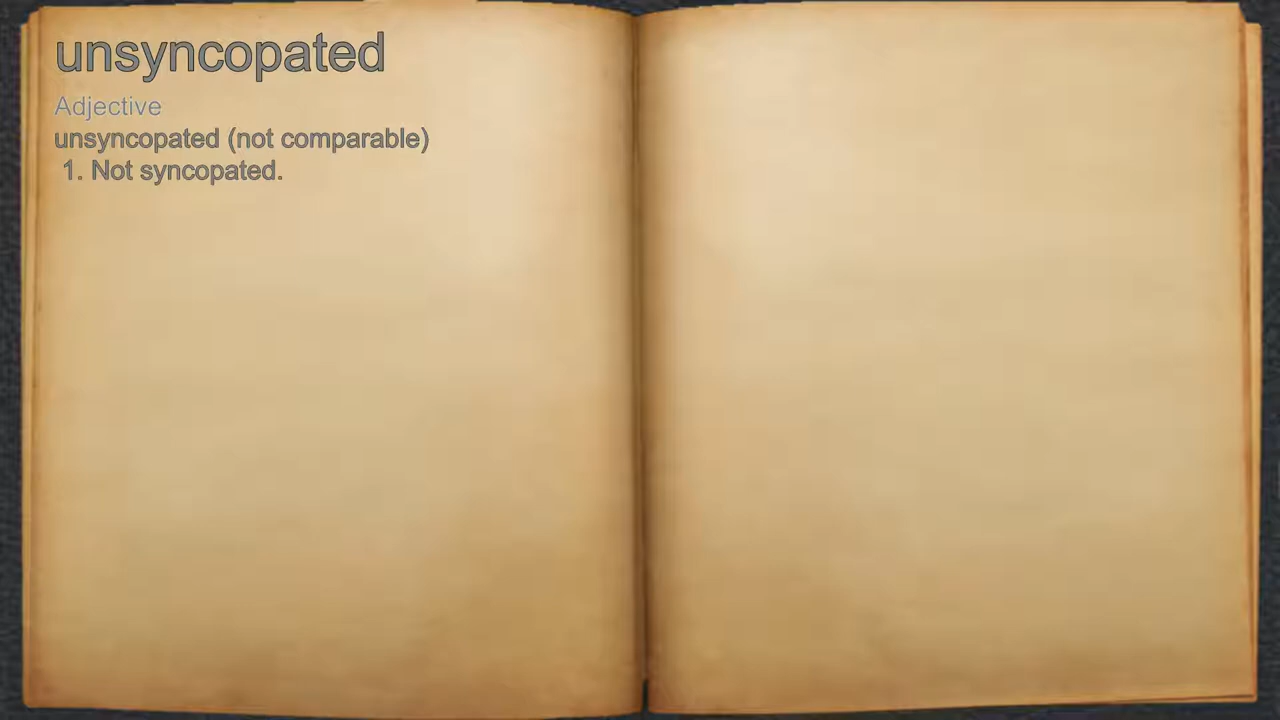 unsyncopated
Adjective
unsyncopated (not comparable)
1. Not syncopated.